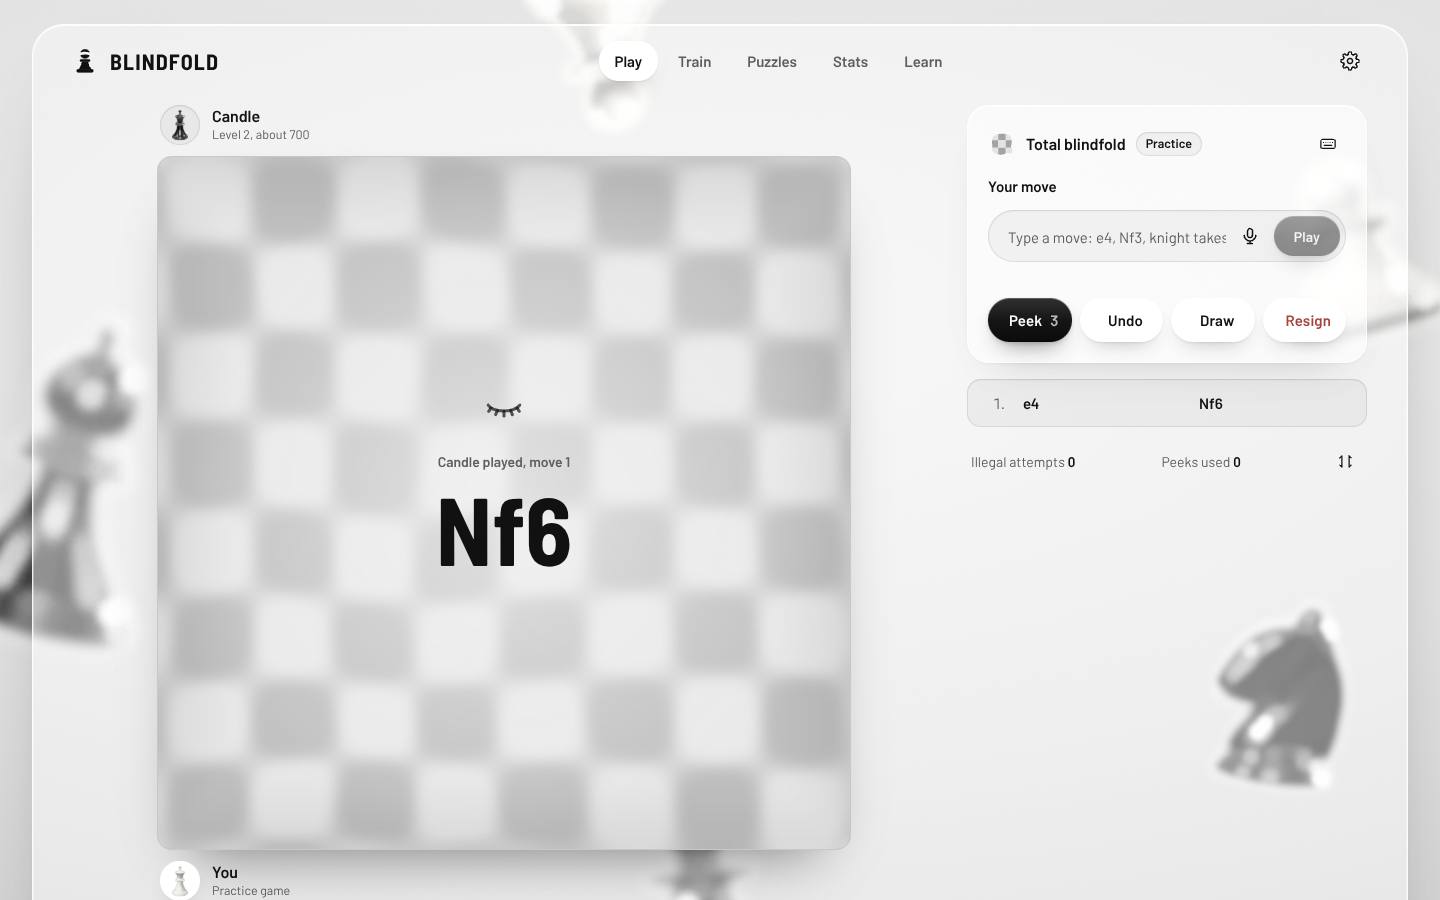 BLINDFOLD
Play
Train
Puzzles
Stats
Learn
Candle
Level 2, about 700
Candle played, move 1
Nf6
You
Practice game
Total blindfold
Practice
Your move
Type a move: e4, Nf3, knight takes
Play
Peek 3
Undo
Draw
Resign
1. e4 Nf6
Illegal attempts 0
Peeks used 0